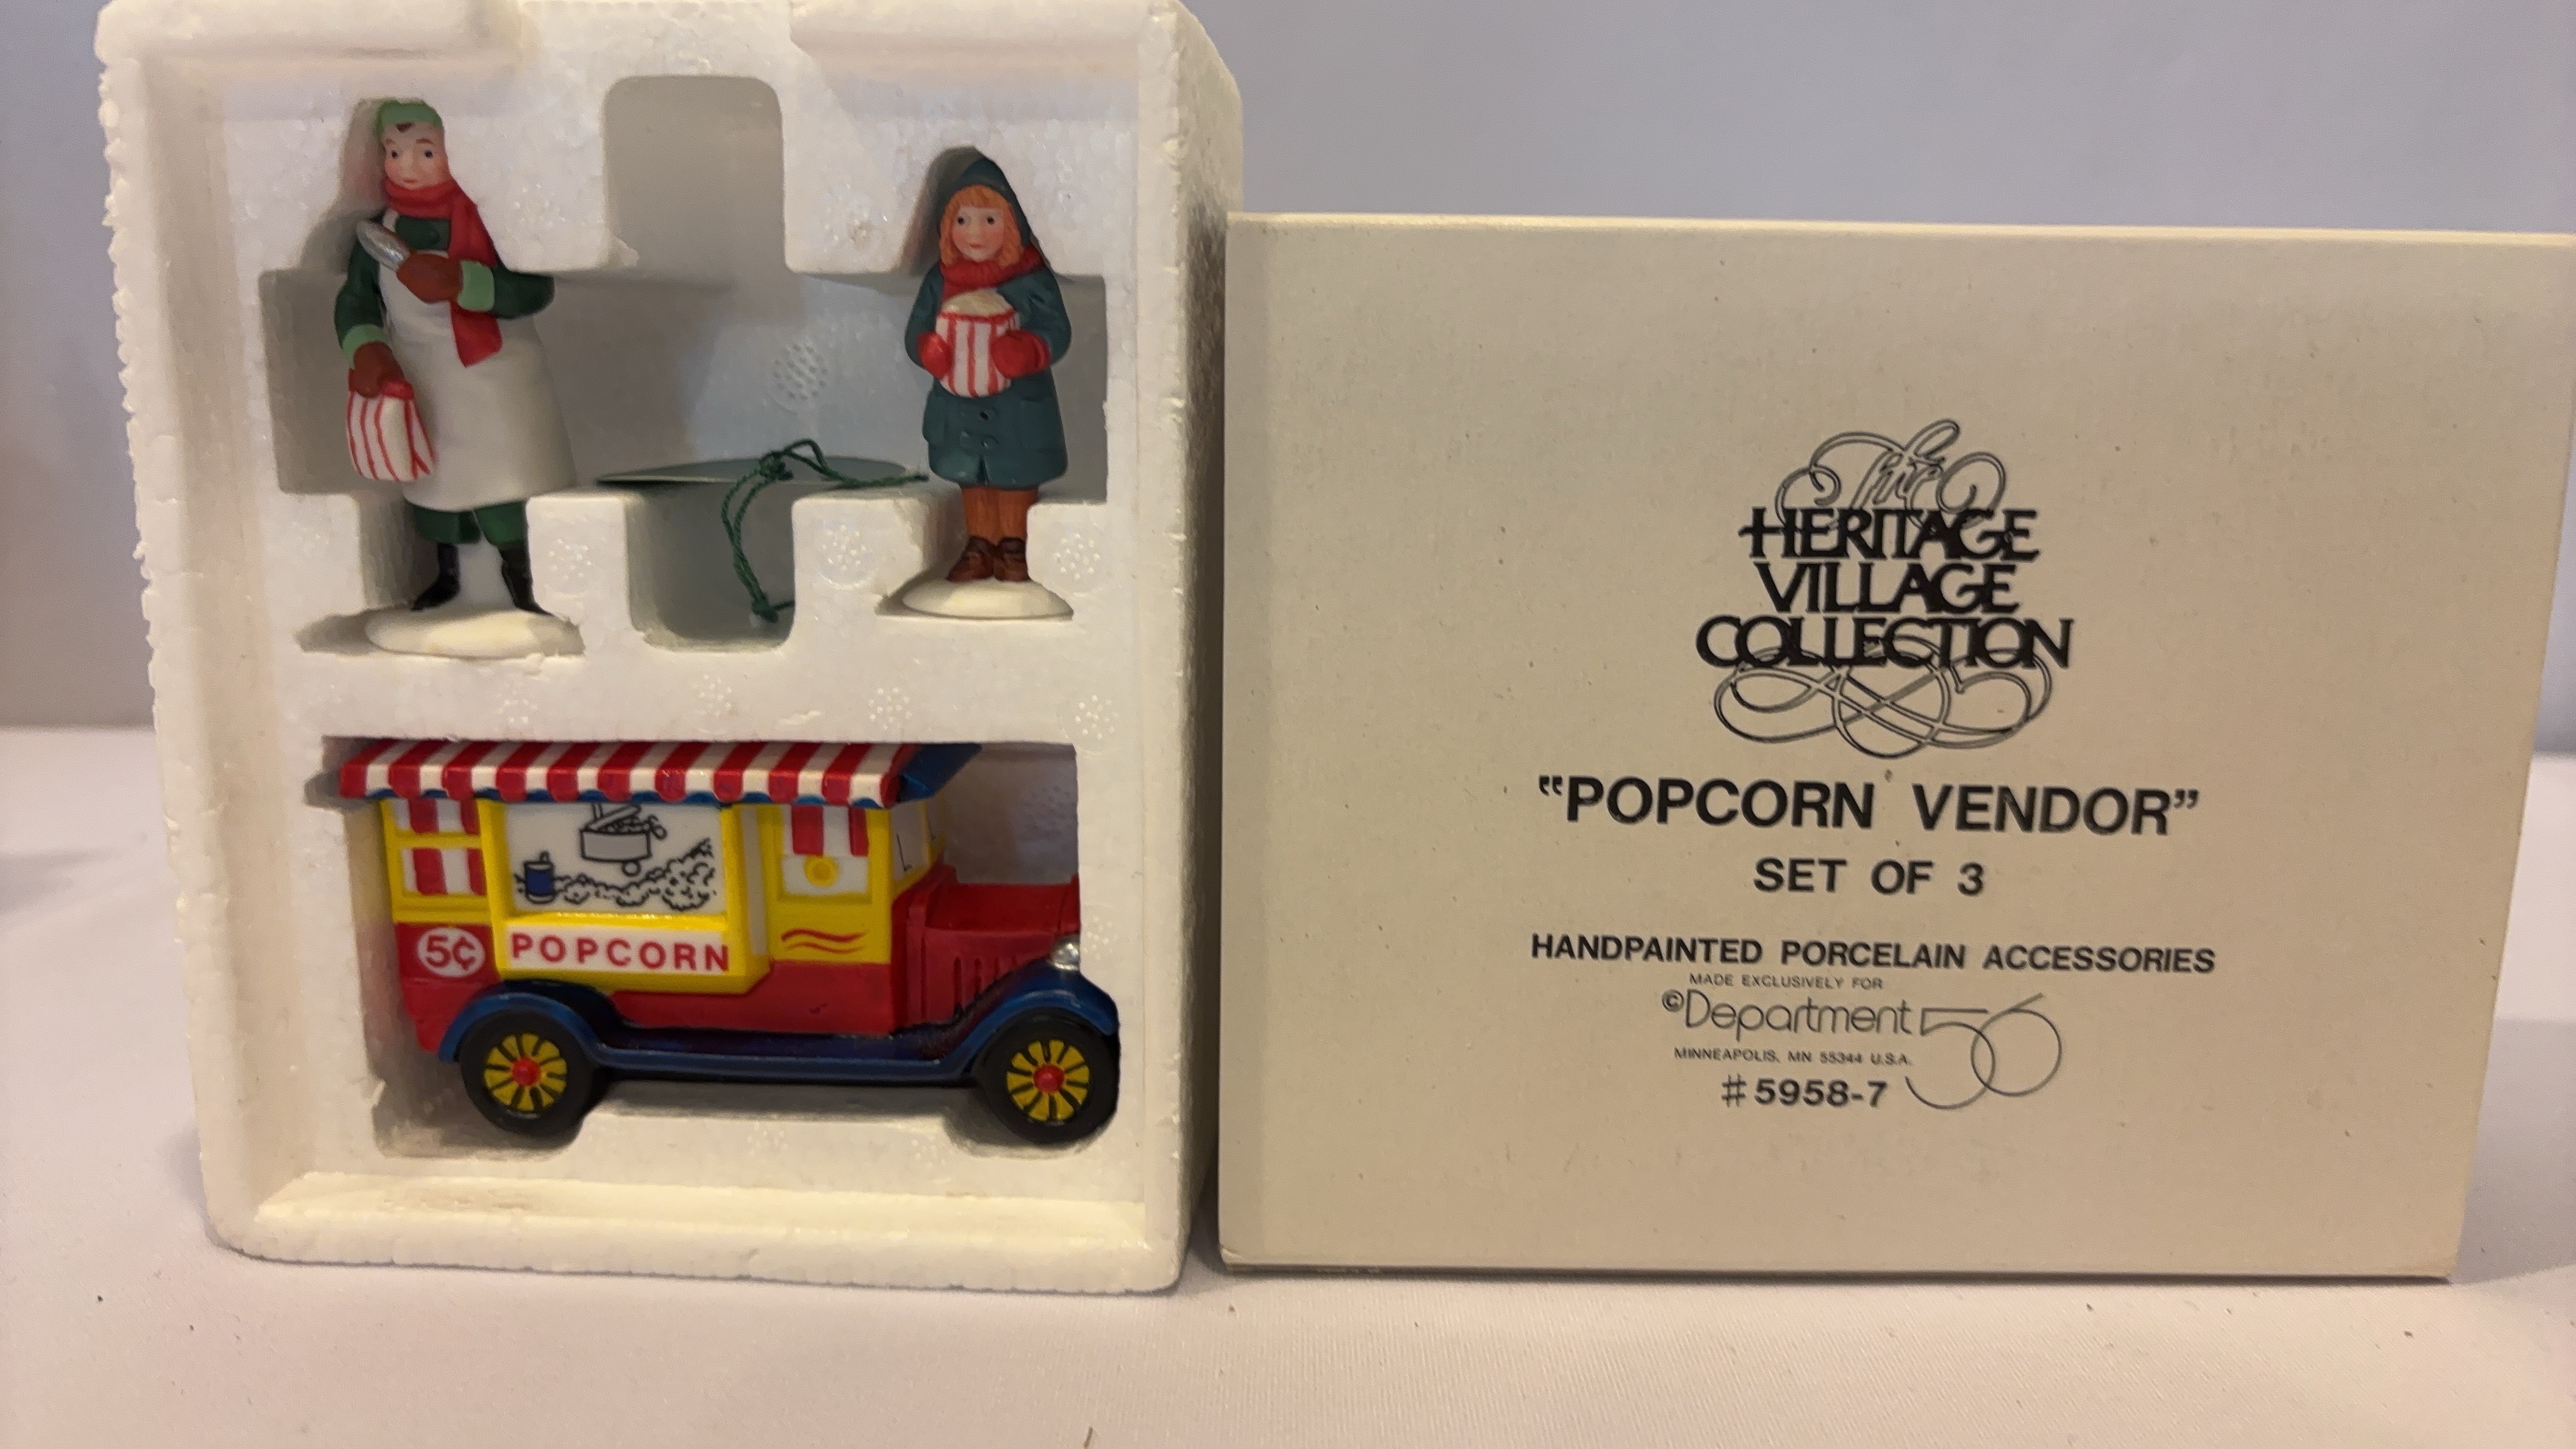 5¢ POPCORN
The
HERITAGE
VILLAGE
COLLECTION
“POPCORN VENDOR”
SET OF 3
HANDPAINTED PORCELAIN ACCESSORIES
MADE EXCLUSIVELY FOR
©Department 56
MINNEAPOLIS, MN 55344 U.S.A.
#5958-7